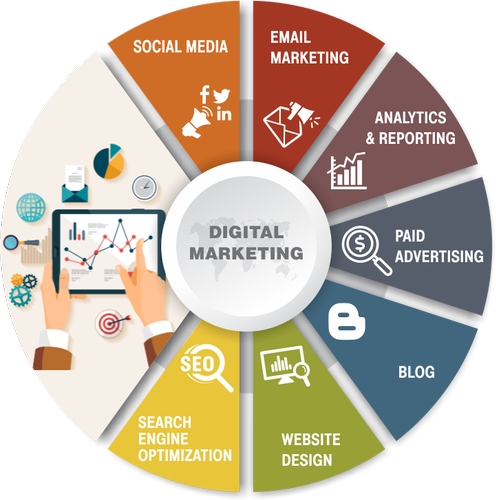 SOCIAL MEDIA
EMAIL
MARKETING
ANALYTICS
& REPORTING
PAID
ADVERTISING
BLOG
WEBSITE
DESIGN
SEARCH
ENGINE
OPTIMIZATION
SEO
DIGITAL
MARKETING